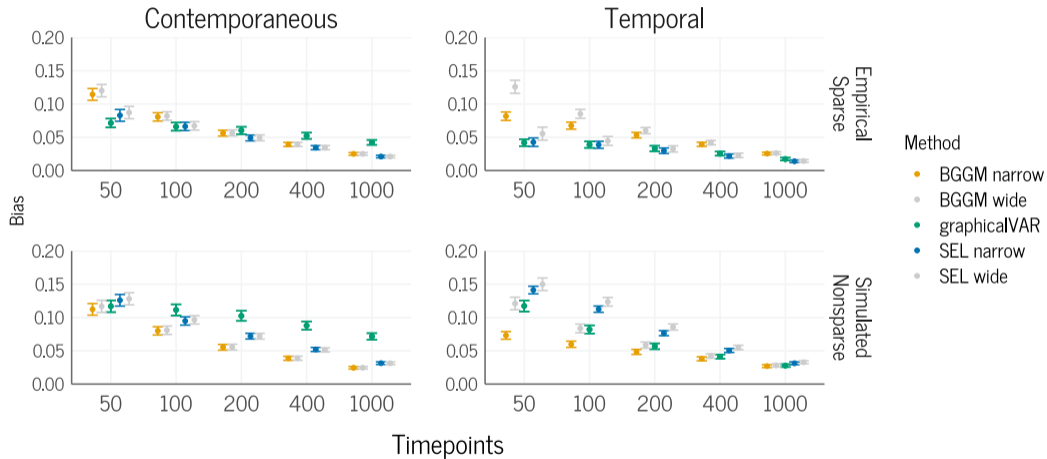 Contemporaneous
Temporal
0.20
0.15
0.10
0.05
0.00
50 100 200 400 1000
50 100 200 400 1000
Empirical
Sparse
Bias
0.20
0.15
0.10
0.05
0.00
50 100 200 400 1000
0.20
0.15
0.10
0.05
0.00
50 100 200 400 1000
0.20
0.15
0.10
0.05
0.00
Simulated
Nonsparse
Timepoints
Method
BGGM narrow
BGGM wide
graphicalVAR
SEL narrow
SEL wide